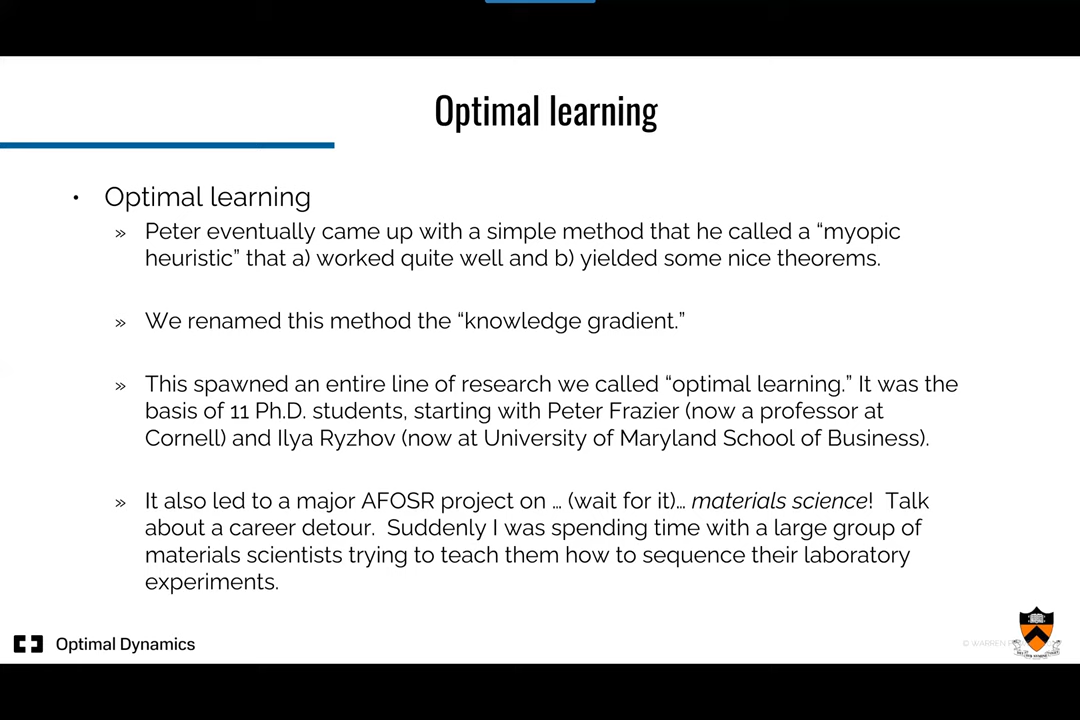 Optimal learning
• Optimal learning
» Peter eventually came up with a simple method that he called a “myopic
heuristic” that a) worked quite well and b) yielded some nice theorems.
» We renamed this method the “knowledge gradient.”
» This spawned an entire line of research we called “optimal learning.” It was the
basis of 11 Ph.D. students, starting with Peter Frazier (now a professor at
Cornell) and Ilya Ryzhov (now at University of Maryland School of Business).
» It also led to a major AFOSR project on … (wait for it)… materials science! Talk
about a career detour. Suddenly I was spending time with a large group of
materials scientists trying to teach them how to sequence their laboratory
experiments.
Optimal Dynamics
© WARREN